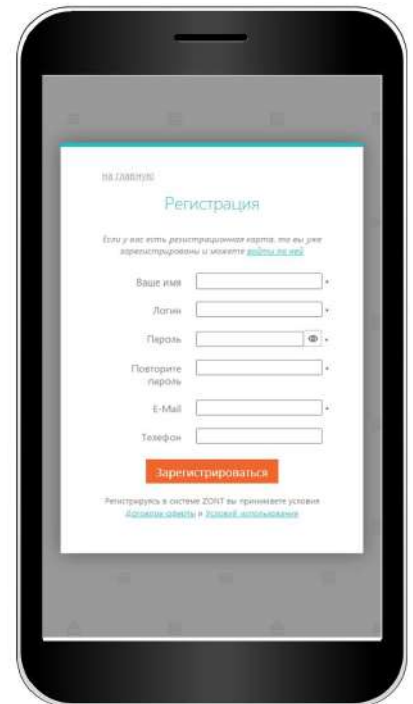 на главную
Регистрация
Если у вас есть регистрационная карта, то вы уже
зарегистрированы и можете войти по ней
Ваше имя *
Логин *
Пароль *
Повторите *
пароль
E-Mail *
Телефон
Зарегистрироваться
Регистрируясь в системе ZONT вы принимаете условия
Договора оферты и Условий использования